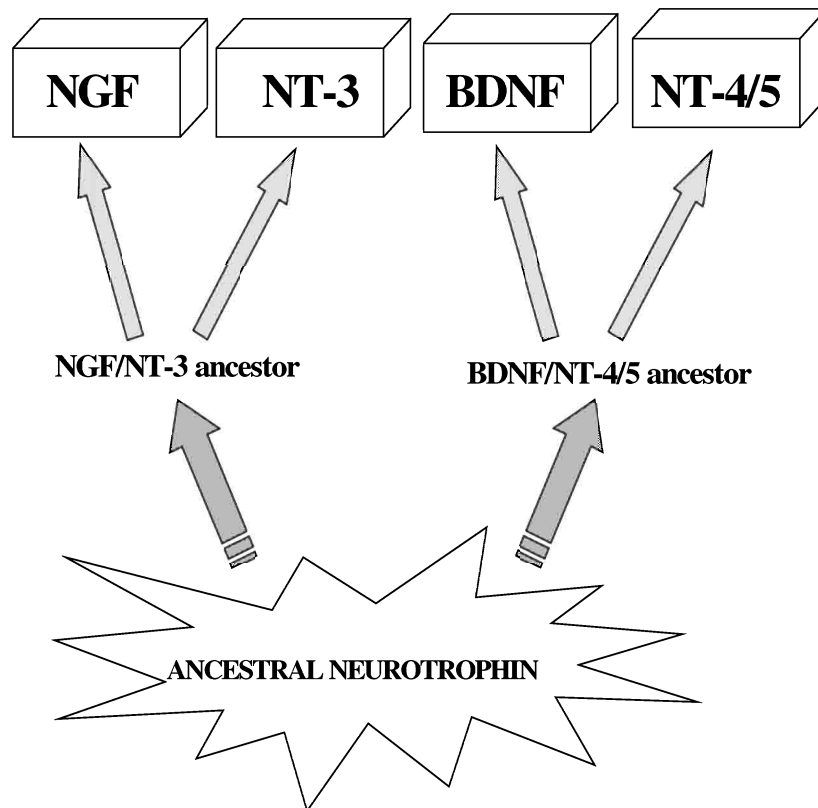 NGF
NT-3
BDNF
NT-4/5
NGF/NT-3 ancestor
BDNF/NT-4/5 ancestor
ANCESTRAL NEUROTROPHIN